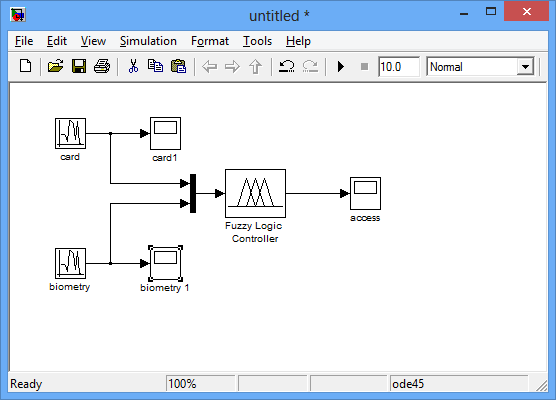 untitled *
File Edit View Simulation Format Tools Help
10.0 Normal
card
card1
Fuzzy Logic
Controller
access
biometry
biometry 1
Ready 100% ode45